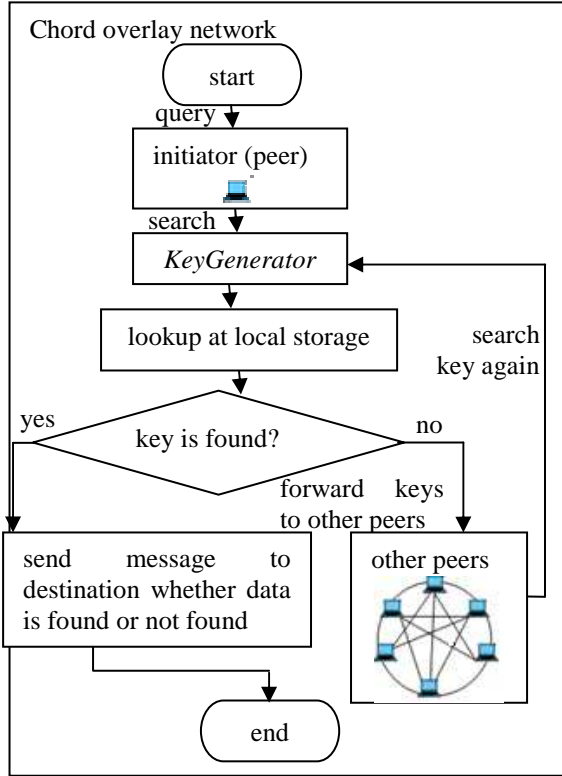 Chord overlay network
start
query
initiator (peer)
search
KeyGenerator
lookup at local storage
search
key again
yes
key is found?
no
forward keys
to other peers
send message to
destination whether data
is found or not found
other peers
end